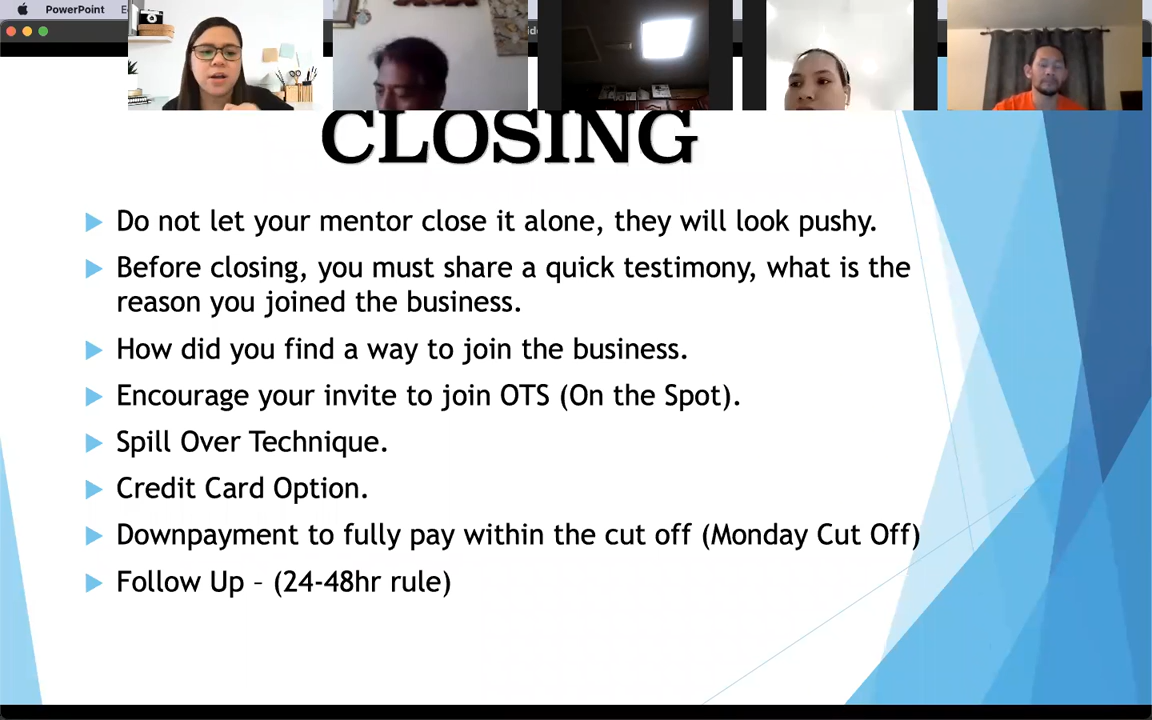 PowerPoint
CLOSING
Do not let your mentor close it alone, they will look pushy.
Before closing, you must share a quick testimony, what is the
reason you joined the business.
How did you find a way to join the business.
Encourage your invite to join OTS (On the Spot).
Spill Over Technique.
Credit Card Option.
Downpayment to fully pay within the cut off (Monday Cut Off)
Follow Up – (24-48hr rule)